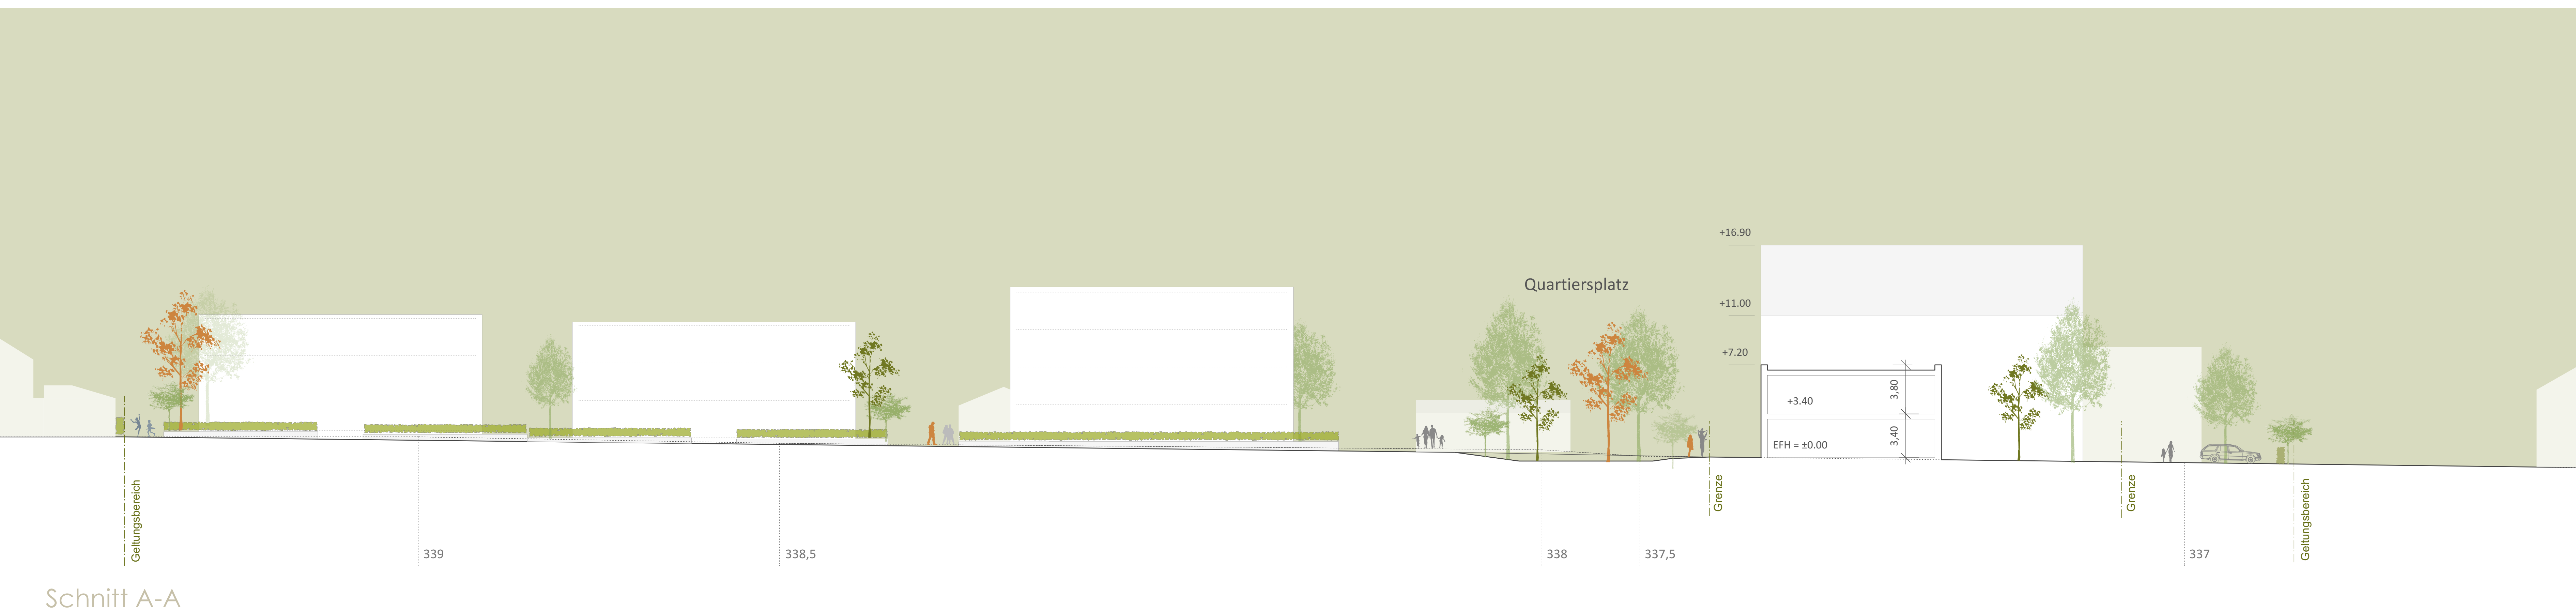 Quartiersplatz
+16.90
+11.00
+7.20
3,80
+3.40
3,40
EFH = ±0.00
Geltungsbereich
Grenze
Grenze
Geltungsbereich
339
338,5
338
337,5
337
Schnitt A-A